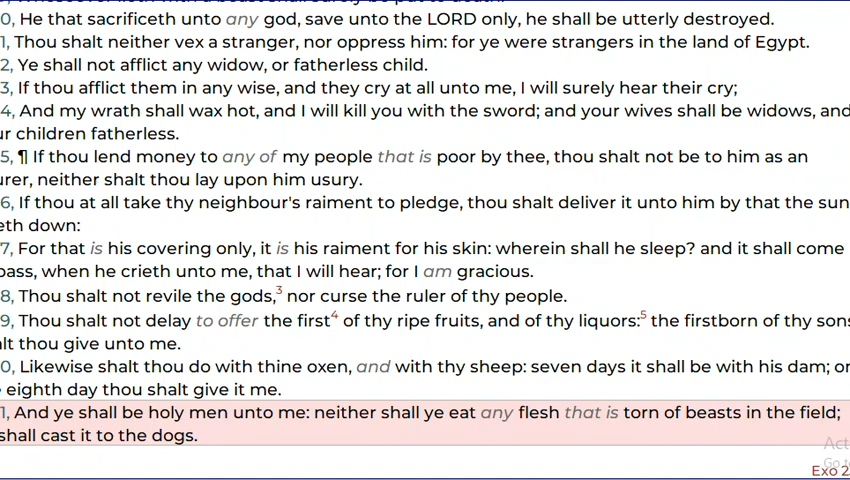 0, He that sacrificeth unto any god, save unto the LORD only, he shall be utterly destroyed.
1, Thou shalt neither vex a stranger, nor oppress him: for ye were strangers in the land of Egypt.
2, Ye shall not afflict any widow, or fatherless child.
3, If thou afflict them in any wise, and they cry at all unto me, I will surely hear their cry;
4, And my wrath shall wax hot, and I will kill you with the sword; and your wives shall be widows, and
ur children fatherless.
5, ¶ If thou lend money to any of my people that is poor by thee, thou shalt not be to him as an
urer, neither shalt thou lay upon him usury.
6, If thou at all take thy neighbour's raiment to pledge, thou shalt deliver it unto him by that the sun
eth down:
7, For that is his covering only, it is his raiment for his skin: wherein shall he sleep? and it shall come
pass, when he crieth unto me, that I will hear; for I am gracious.
8, Thou shalt not revile the gods,3 nor curse the ruler of thy people.
9, Thou shalt not delay to offer the first4 of thy ripe fruits, and of thy liquors:5 the firstborn of thy sons
lt thou give unto me.
0, Likewise shalt thou do with thine oxen, and with thy sheep: seven days it shall be with his dam; on
e eighth day thou shalt give it me.
1, And ye shall be holy men unto me: neither shall ye eat any flesh that is torn of beasts in the field;
shall cast it to the dogs.
Act
Go to
Exo 2